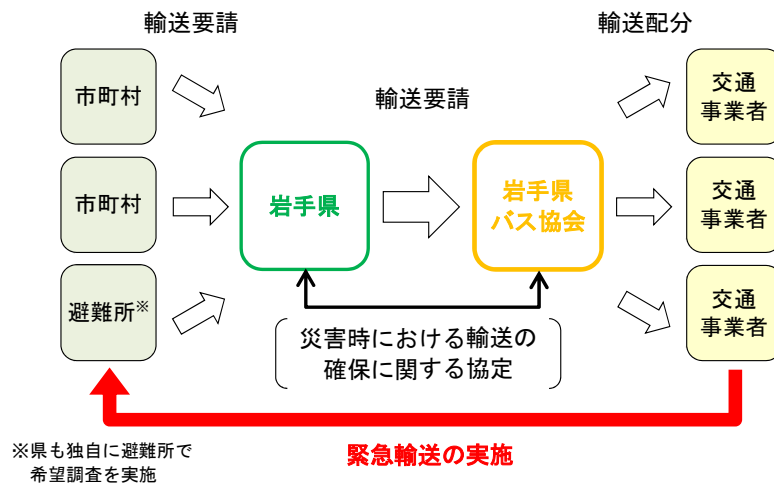 輸送要請
輸送配分
市町村
輸送要請
交通
事業者
市町村
岩手県
岩手県
バス協会
交通
事業者
避難所※
災害時における輸送の
確保に関する協定
交通
事業者
※県も独自に避難所で
希望調査を実施
緊急輸送の実施